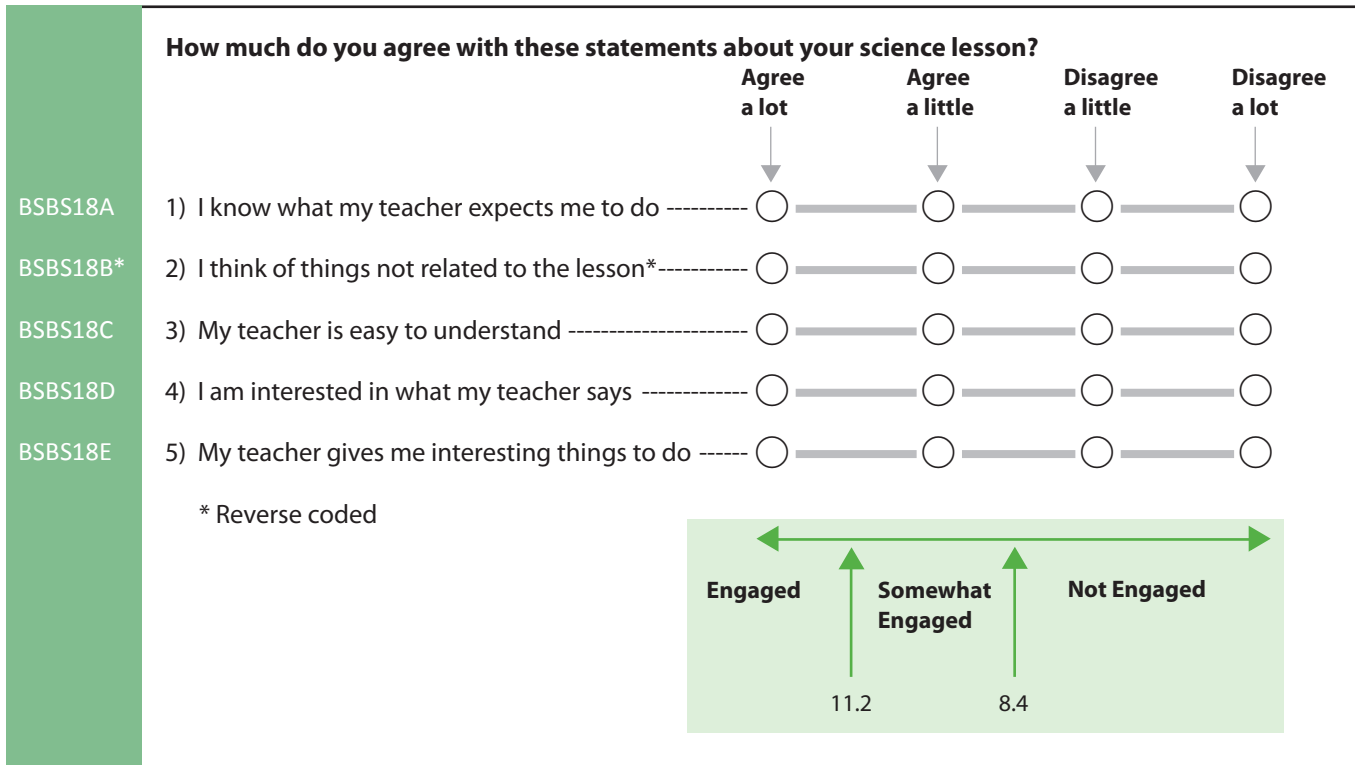 How much do you agree with these statements about your science lesson?
Agree a lot
Agree a little
Disagree a little
Disagree a lot
BSBS18A 1) I know what my teacher expects me to do ----------
BSBS18B* 2) I think of things not related to the lesson*-----------
BSBS18C 3) My teacher is easy to understand ----------------------
BSBS18D 4) I am interested in what my teacher says -------------
BSBS18E 5) My teacher gives me interesting things to do ------
* Reverse coded
Engaged
Somewhat
Engaged
Not Engaged
11.2 8.4